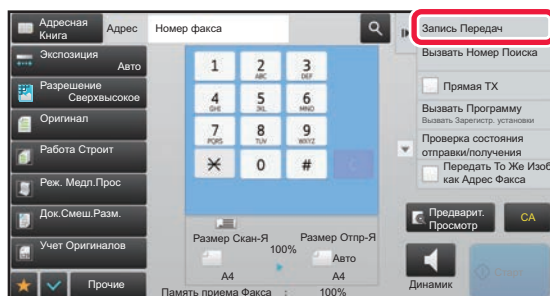 Адресная
Книга
Адрес
Номер факса
Экспозиция
Авто
Разрешение
Сверхвысокое
Оригинал
Работа Строит
Реж. Медл.Прос
Док.Смеш.Разм.
Учет Оригиналов
Прочие
1
2 ABC
3 DEF
4 GHI
5 JKL
6 MNO
7 PQRS
8 TUV
9 WXYZ
0
#
Размер Скан-Я
100%
Размер Отпр-Я
Авто
A4
A4
Память приема Факса : 100%
Запись Передач
Вызвать Номер Поиска
Прямая TX
Вызвать Программу
Вызвать Зарегистр. установки
Проверка состояния
отправки/получения
Передать То Же Изоб
как Адрес Факса
Предварит.
Просмотр
CA
Динамик
Старт